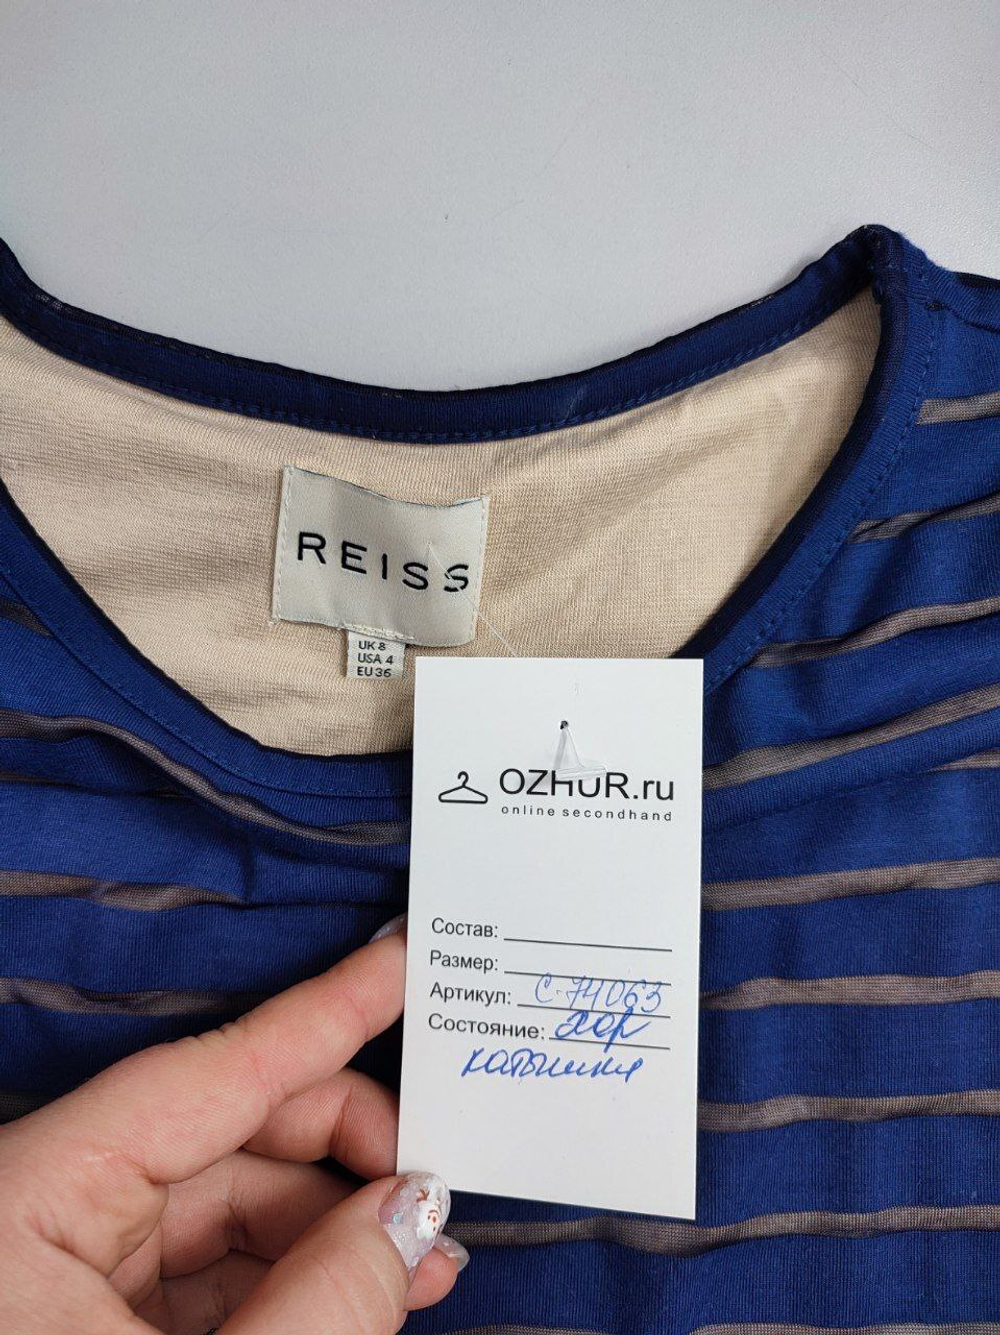 REISS
UK 8
USA 4
EU 36
OZHUR.ru
online secondhand
Состав:
Размер:
Артикул: С-74063
Состояние: хор
катышки